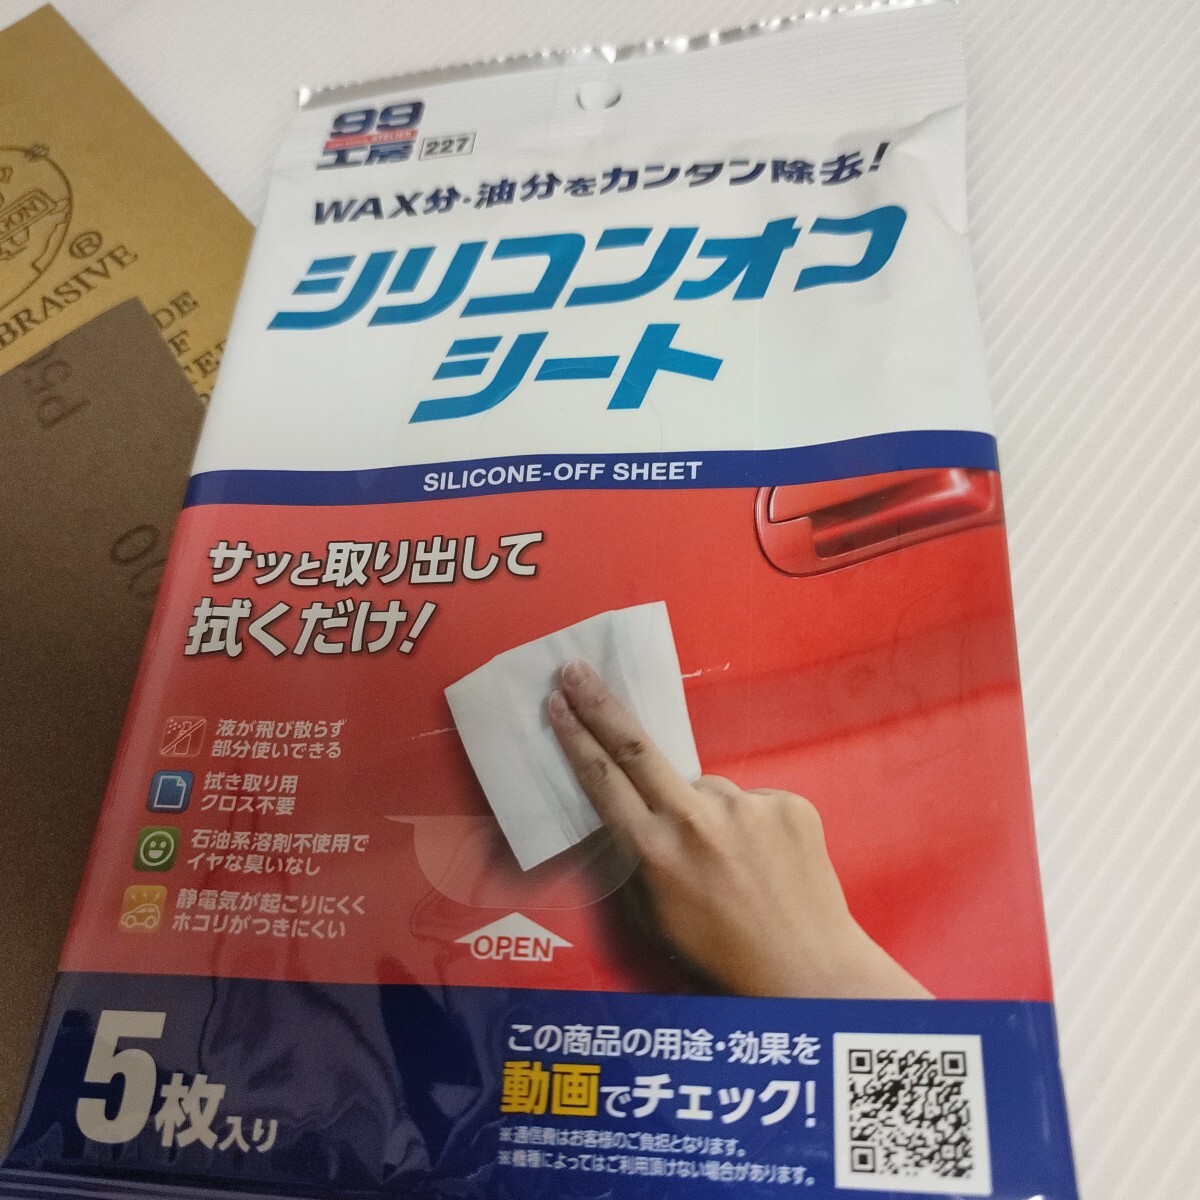 99
ATELIER
工房
227
WAX分・油分をカンタン除去!
シリコンオフ
シート
SILICONE-OFF SHEET
サッと取り出して
拭くだけ!
液が飛び散らず
部分使いできる
拭き取り用
クロス不要
石油系溶剤不使用で
イヤな臭いなし
静電気が起こりにくく
ホコリがつきにくい
OPEN
5枚入り
この商品の用途・効果を
動画でチェック!
※通信費はお客様のご負担となります。
※機種によってはご利用頂けない場合があります。
®
BRASIVE
DE
F